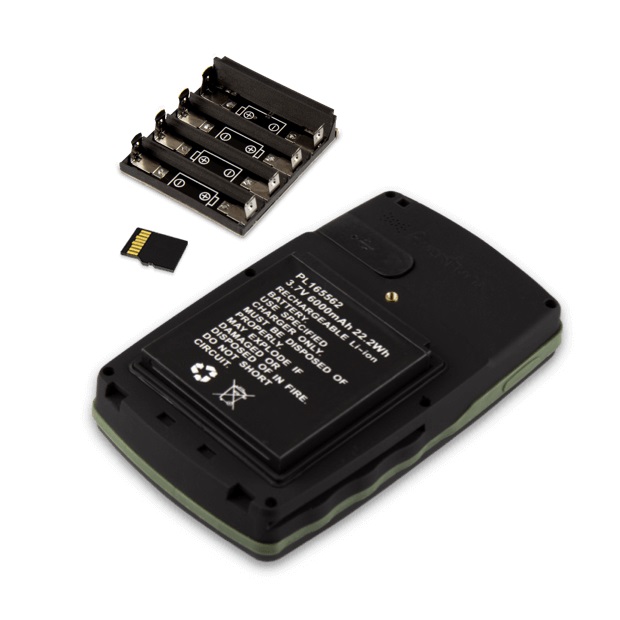 PL165562
3.7V 6000mAh 22.2Wh
RECHARGEABLE Li-ion
BATTERY.
USE SPECIFIED
CHARGER ONLY.
MUST BE DISPOSED OF
PROPERLY.
MAY EXPLODE IF
DAMAGED OR
DISPOSED OF IN FIRE.
DO NOT SHORT
CIRCUIT.